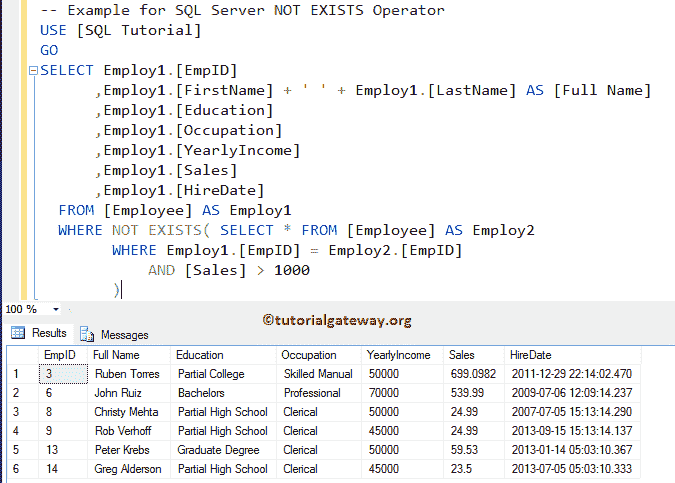 -- Example for SQL Server NOT EXISTS Operator
USE [SQL Tutorial]
GO
SELECT Employ1.[EmpID]
,Employ1.[FirstName] + ' ' + Employ1.[LastName] AS [Full Name]
,Employ1.[Education]
,Employ1.[Occupation]
,Employ1.[YearlyIncome]
,Employ1.[Sales]
,Employ1.[HireDate]
FROM [Employee] AS Employ1
WHERE NOT EXISTS( SELECT * FROM [Employee] AS Employ2
WHERE Employ1.[EmpID] = Employ2.[EmpID]
AND [Sales] > 1000
)
100 %
©tutorialgateway.org
Results Messages
EmpID Full Name Education Occupation YearlyIncome Sales HireDate
1 3 Ruben Torres Partial College Skilled Manual 50000 699.0982 2011-12-29 22:14:02.470
2 6 John Ruiz Bachelors Professional 70000 539.99 2009-07-06 12:09:14.237
3 8 Christy Mehta Partial High School Clerical 50000 24.99 2007-07-05 15:13:14.290
4 9 Rob Verhoff Partial High School Clerical 45000 24.99 2013-09-15 15:13:14.137
5 13 Peter Krebs Graduate Degree Clerical 50000 59.53 2013-01-14 05:03:10.367
6 14 Greg Alderson Partial High School Clerical 45000 23.5 2013-07-05 05:03:10.333